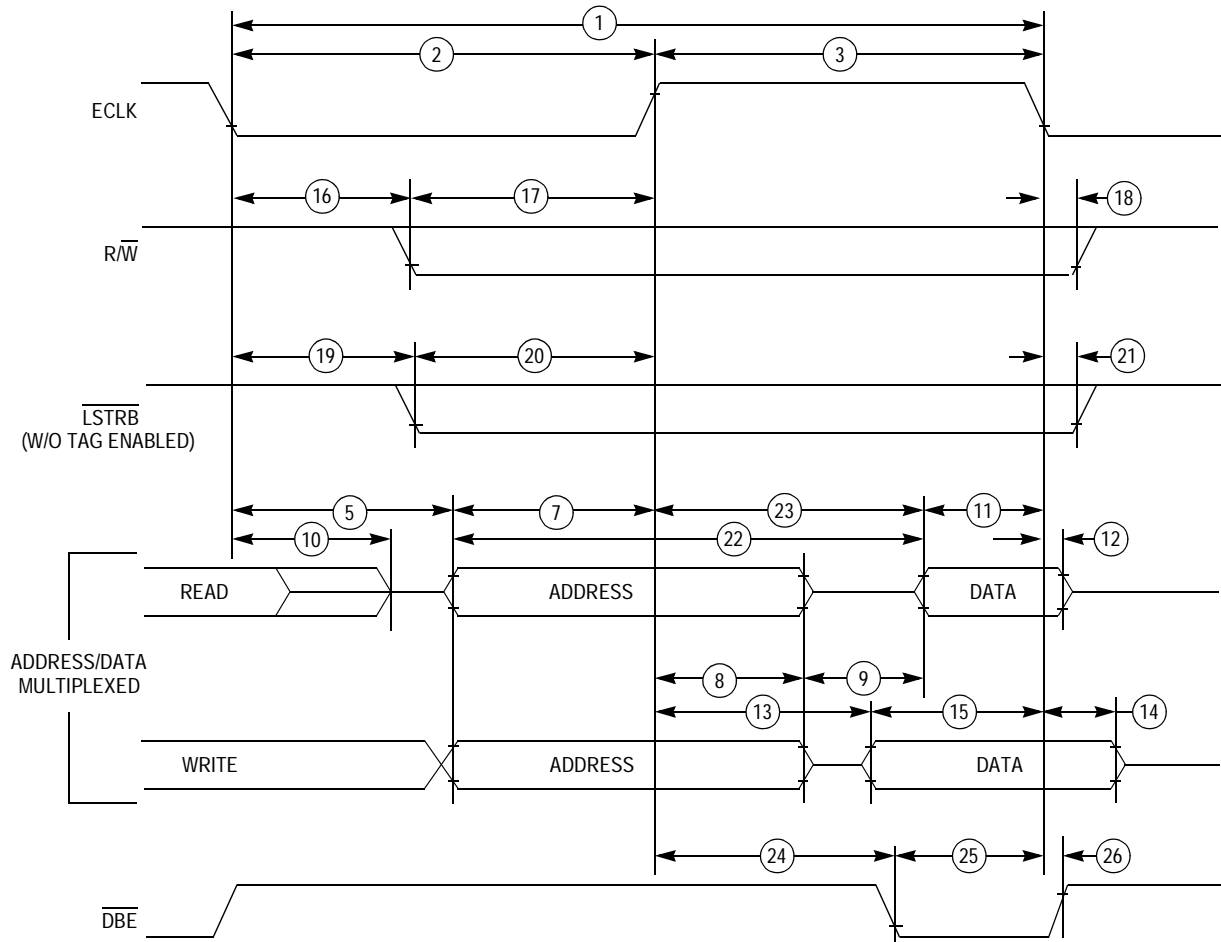 1
2
3
ECLK
16
17
18
R/W
19
20
21
LSTRB
(W/O TAG ENABLED)
5
7
23
11
10
22
12
READ
ADDRESS
DATA
ADDRESS/DATA
MULTIPLEXED
8
9
13
15
14
WRITE
ADDRESS
DATA
24
25
26
DBE